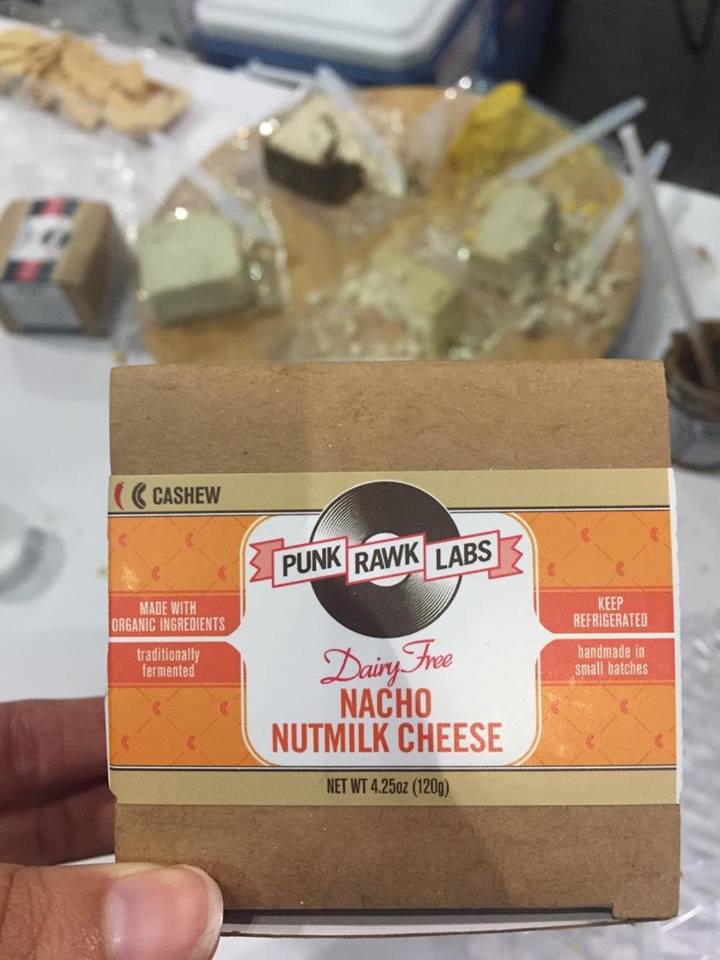 CASHEW
PUNK RAWK LABS
MADE WITH
ORGANIC INGREDIENTS
traditionally
fermented
KEEP
REFRIGERATED
handmade in
small batches
Dairy Free
NACHO
NUTMILK CHEESE
NET WT 4.25oz (120g)